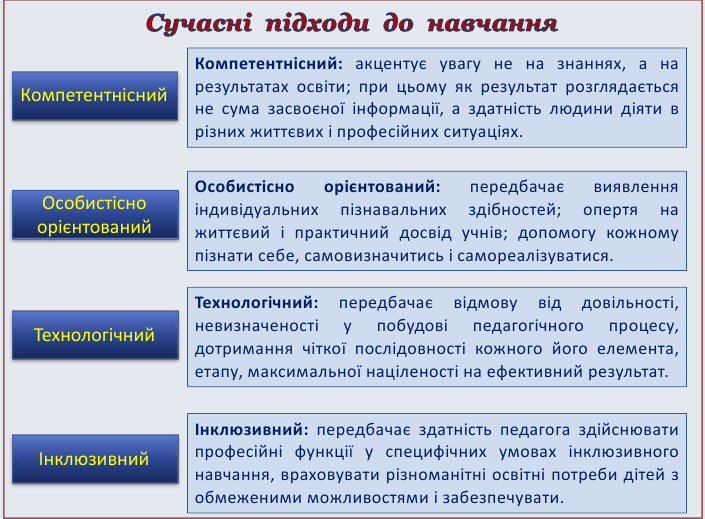 Сучасні підходи до навчання
Компетентнісний
Компетентнісний: акцентує увагу не на знаннях, а на
результатах освіти; при цьому як результат розглядається
не сума засвоєної інформації, а здатність людини діяти в
різних життєвих і професійних ситуаціях.
Особистісно
орієнтований
Особистісно орієнтований: передбачає виявлення
індивідуальних пізнавальних здібностей; опертя на
життєвий і практичний досвід учнів; допомогу кожному
пізнати себе, самовизначитись і самореалізуватися.
Технологічний
Технологічний: передбачає відмову від довільності,
невизначеності у побудові педагогічного процесу,
дотримання чіткої послідовності кожного його елемента,
етапу, максимальної націленості на ефективний результат.
Інклюзивний
Інклюзивний: передбачає здатність педагога здійснювати
професійні функції у специфічних умовах інклюзивного
навчання, враховувати різноманітні освітні потреби дітей з
обмеженими можливостями і забезпечувати.